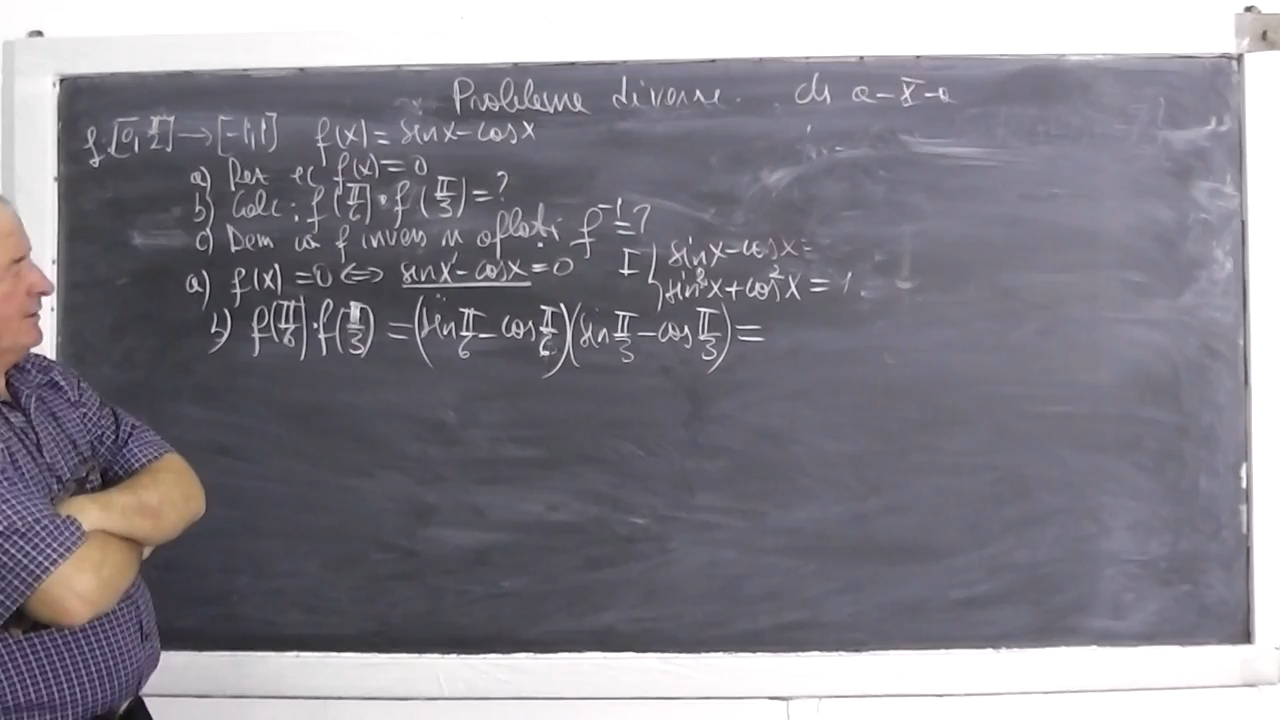 Probleme diverse. cls a-X-a
f:[0, π/2] → [-1,1] f(x) = sinx - cosx
a) Rez ec f(x) = 0
b) Calc: f(π/6) · f(π/3) = ?
c) Dem că f invers și aflați f⁻¹ = ?
a) f(x) = 0 ⇔ sinx - cosx = 0
I { sinx - cosx =
sin²x + cos²x = 1.
b) f(π/6) · f(π/3) = (sin π/6 - cos π/6)(sin π/3 - cos π/3) =